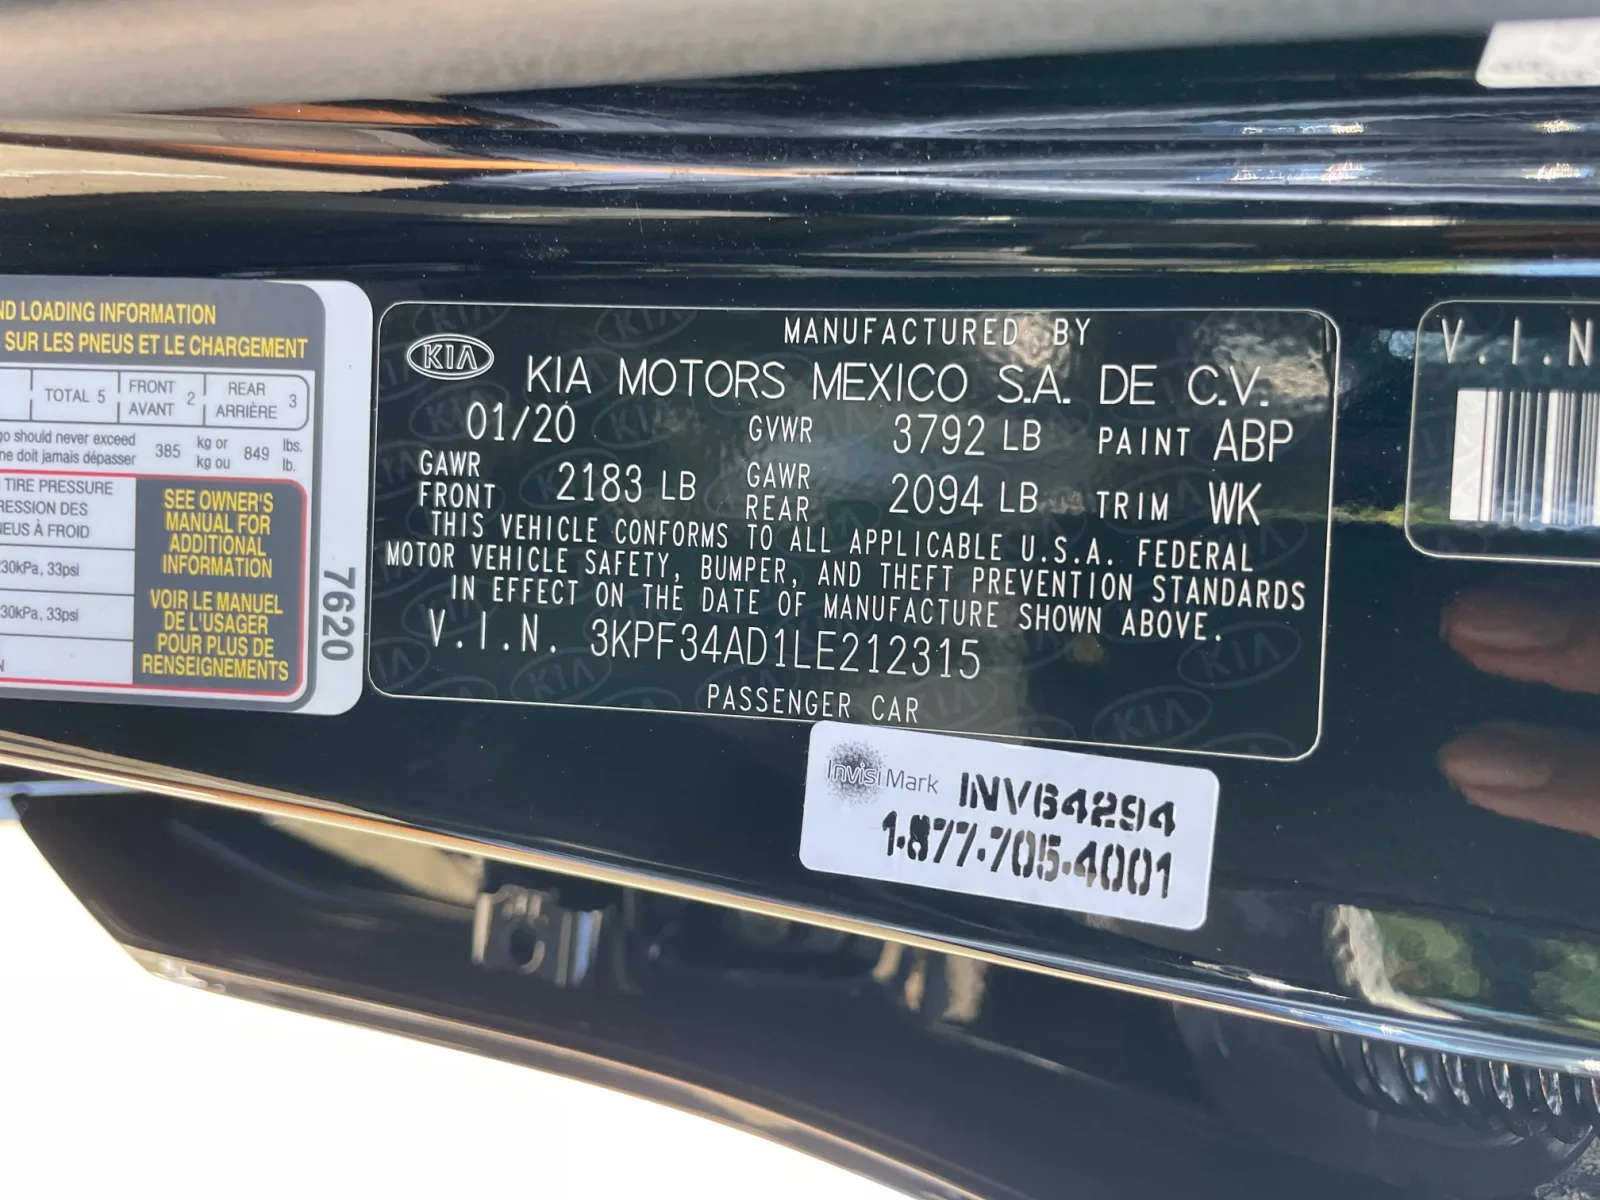 ND LOADING INFORMATION
SUR LES PNEUS ET LE CHARGEMENT
TOTAL 5
FRONT
AVANT
2
REAR
ARRIÈRE
3
should never exceed
ne doit jamais dépasser
385
kg or
kg ou
849
lbs.
lb.
TIRE PRESSURE
RESSION DES
NEUS À FROID
230kPa, 33psi
230kPa, 33psi
SEE OWNER'S
MANUAL FOR
ADDITIONAL
INFORMATION
VOIR LE MANUEL
DE L'USAGER
POUR PLUS DE
RENSEIGNEMENTS
7620
KIA
MANUFACTURED BY
KIA MOTORS MEXICO S.A. DE C.V.
01/20 GVWR 3792 LB PAINT ABP
GAWR FRONT 2183 LB GAWR REAR 2094 LB TRIM WK
THIS VEHICLE CONFORMS TO ALL APPLICABLE U.S.A. FEDERAL
MOTOR VEHICLE SAFETY, BUMPER, AND THEFT PREVENTION STANDARDS
IN EFFECT ON THE DATE OF MANUFACTURE SHOWN ABOVE.
V.I.N. 3KPF34AD1LE212315
PASSENGER CAR
InvisiMark INV64294
1-877-705-4001
V.I.N